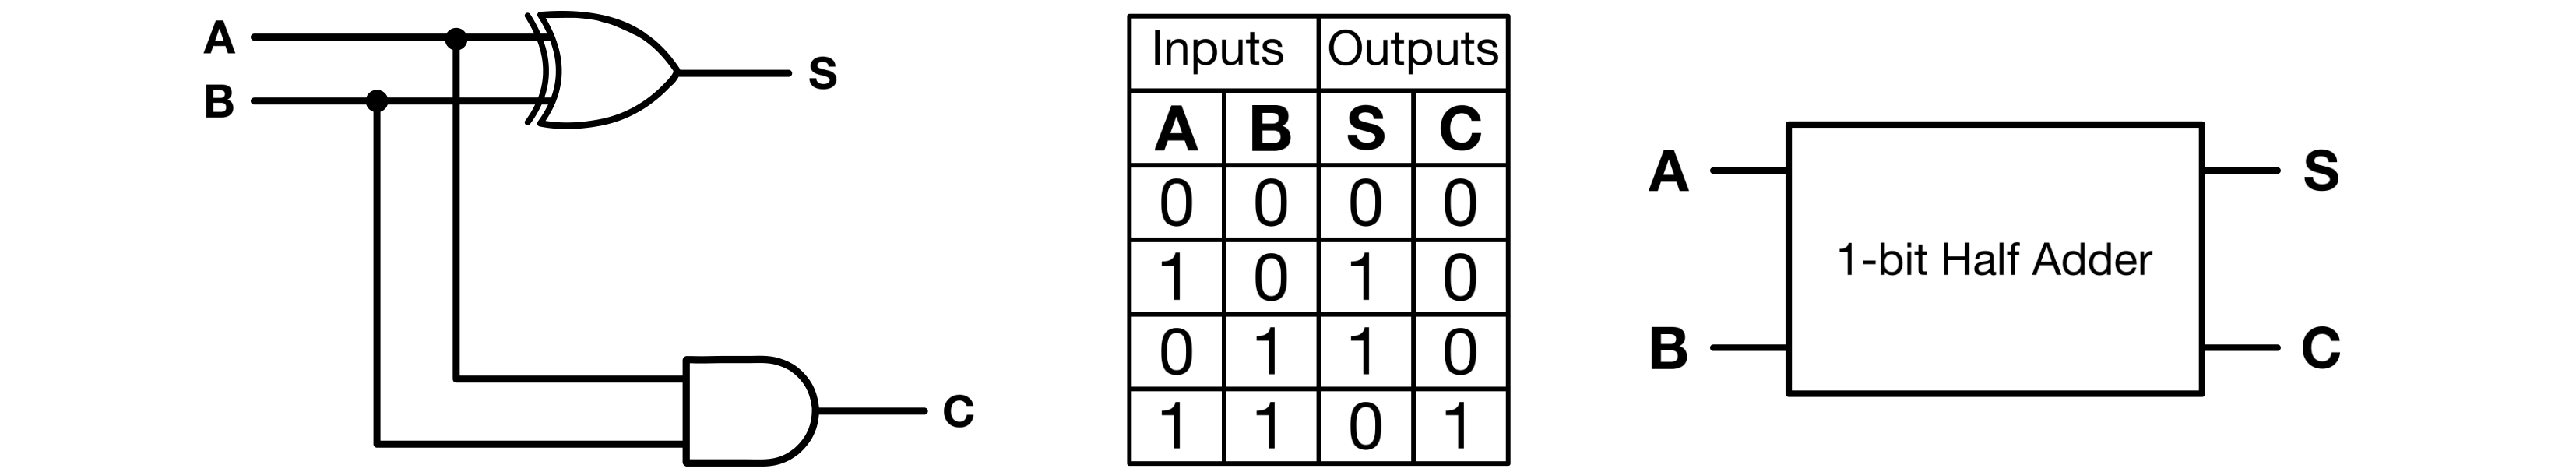 A
B
S
C
Inputs Outputs
A B S C
0 0 0 0
1 0 1 0
0 1 1 0
1 1 0 1
A
B
1-bit Half Adder
S
C